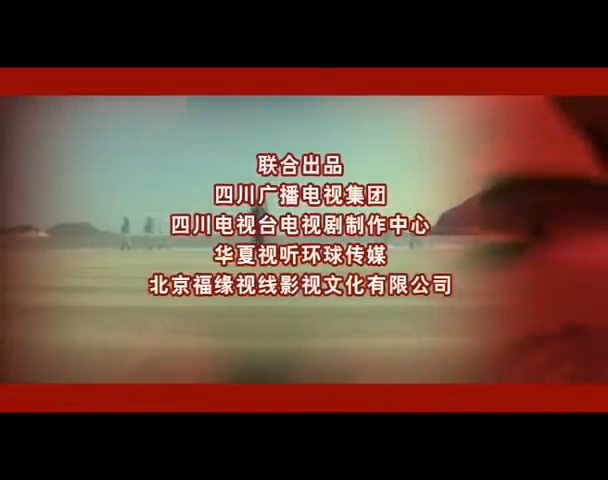 联合出品
四川广播电视集团
四川电视台电视剧制作中心
华夏视听环球传媒
北京福缘视线影视文化有限公司